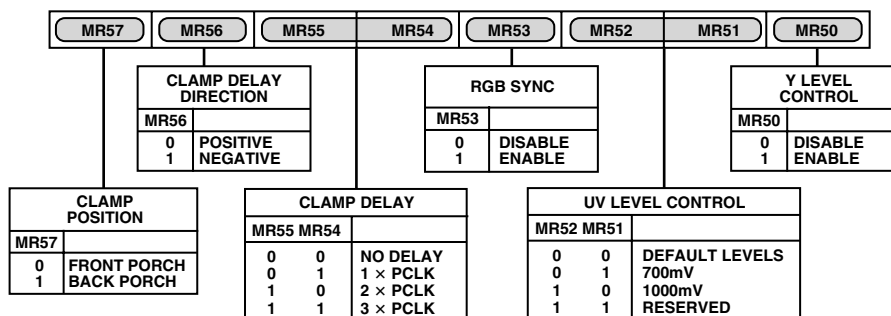 MR57 MR56 MR55 MR54 MR53 MR52 MR51 MR50
CLAMP DELAY
DIRECTION
MR56
0 POSITIVE
1 NEGATIVE
RGB SYNC
MR53
0 DISABLE
1 ENABLE
Y LEVEL
CONTROL
MR50
0 DISABLE
1 ENABLE
CLAMP
POSITION
MR57
0 FRONT PORCH
1 BACK PORCH
CLAMP DELAY
MR55 MR54
0 0 NO DELAY
0 1 1 × PCLK
1 0 2 × PCLK
1 1 3 × PCLK
UV LEVEL CONTROL
MR52 MR51
0 0 DEFAULT LEVELS
0 1 700mV
1 0 1000mV
1 1 RESERVED